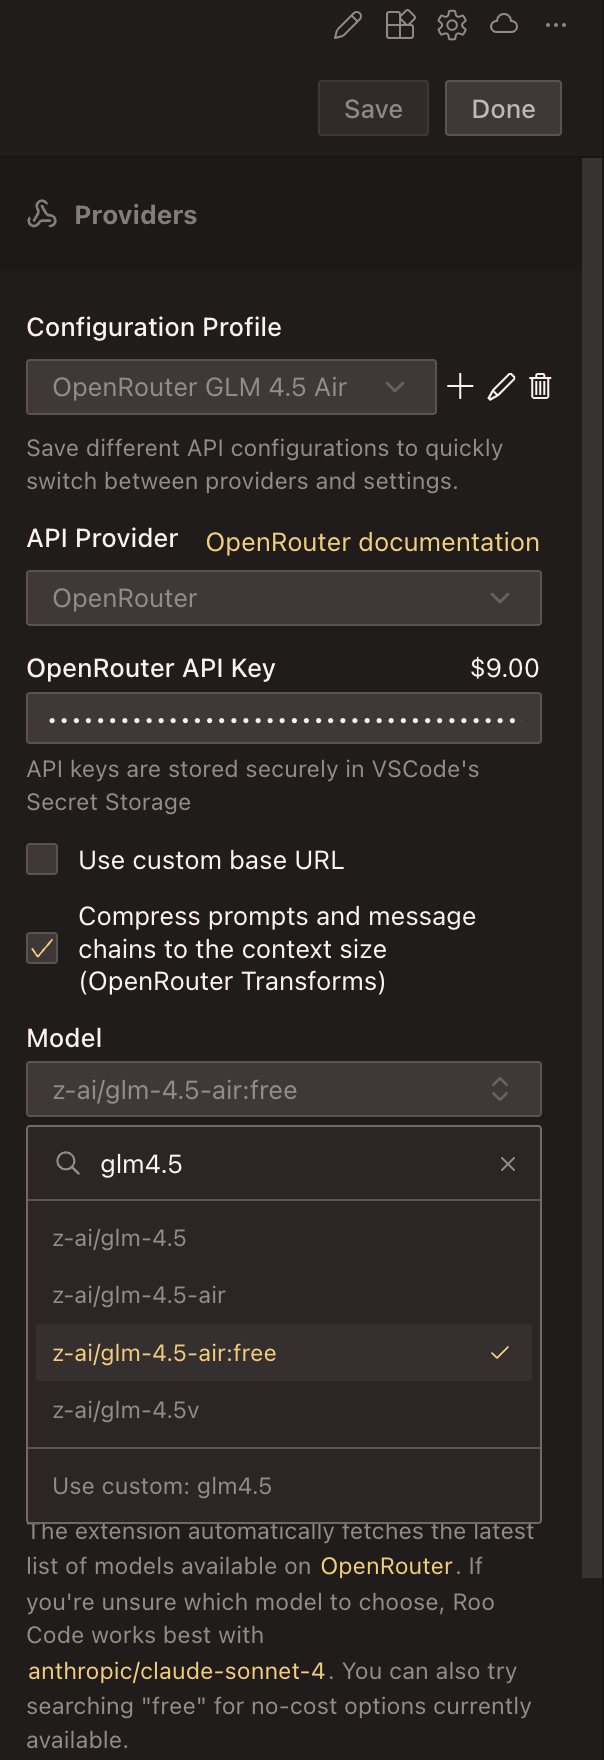 Save
Done
Providers
Configuration Profile
OpenRouter GLM 4.5 Air
Save different API configurations to quickly
switch between providers and settings.
API Provider OpenRouter documentation
OpenRouter
OpenRouter API Key $9.00
••••••••••••••••••••••••••••••••••••••••
API keys are stored securely in VSCode's
Secret Storage
Use custom base URL
Compress prompts and message
chains to the context size
(OpenRouter Transforms)
Model
z-ai/glm-4.5-air:free
glm4.5
z-ai/glm-4.5
z-ai/glm-4.5-air
z-ai/glm-4.5-air:free
z-ai/glm-4.5v
Use custom: glm4.5
The extension automatically fetches the latest
list of models available on OpenRouter. If
you're unsure which model to choose, Roo
Code works best with
anthropic/claude-sonnet-4. You can also try
searching "free" for no-cost options currently
available.